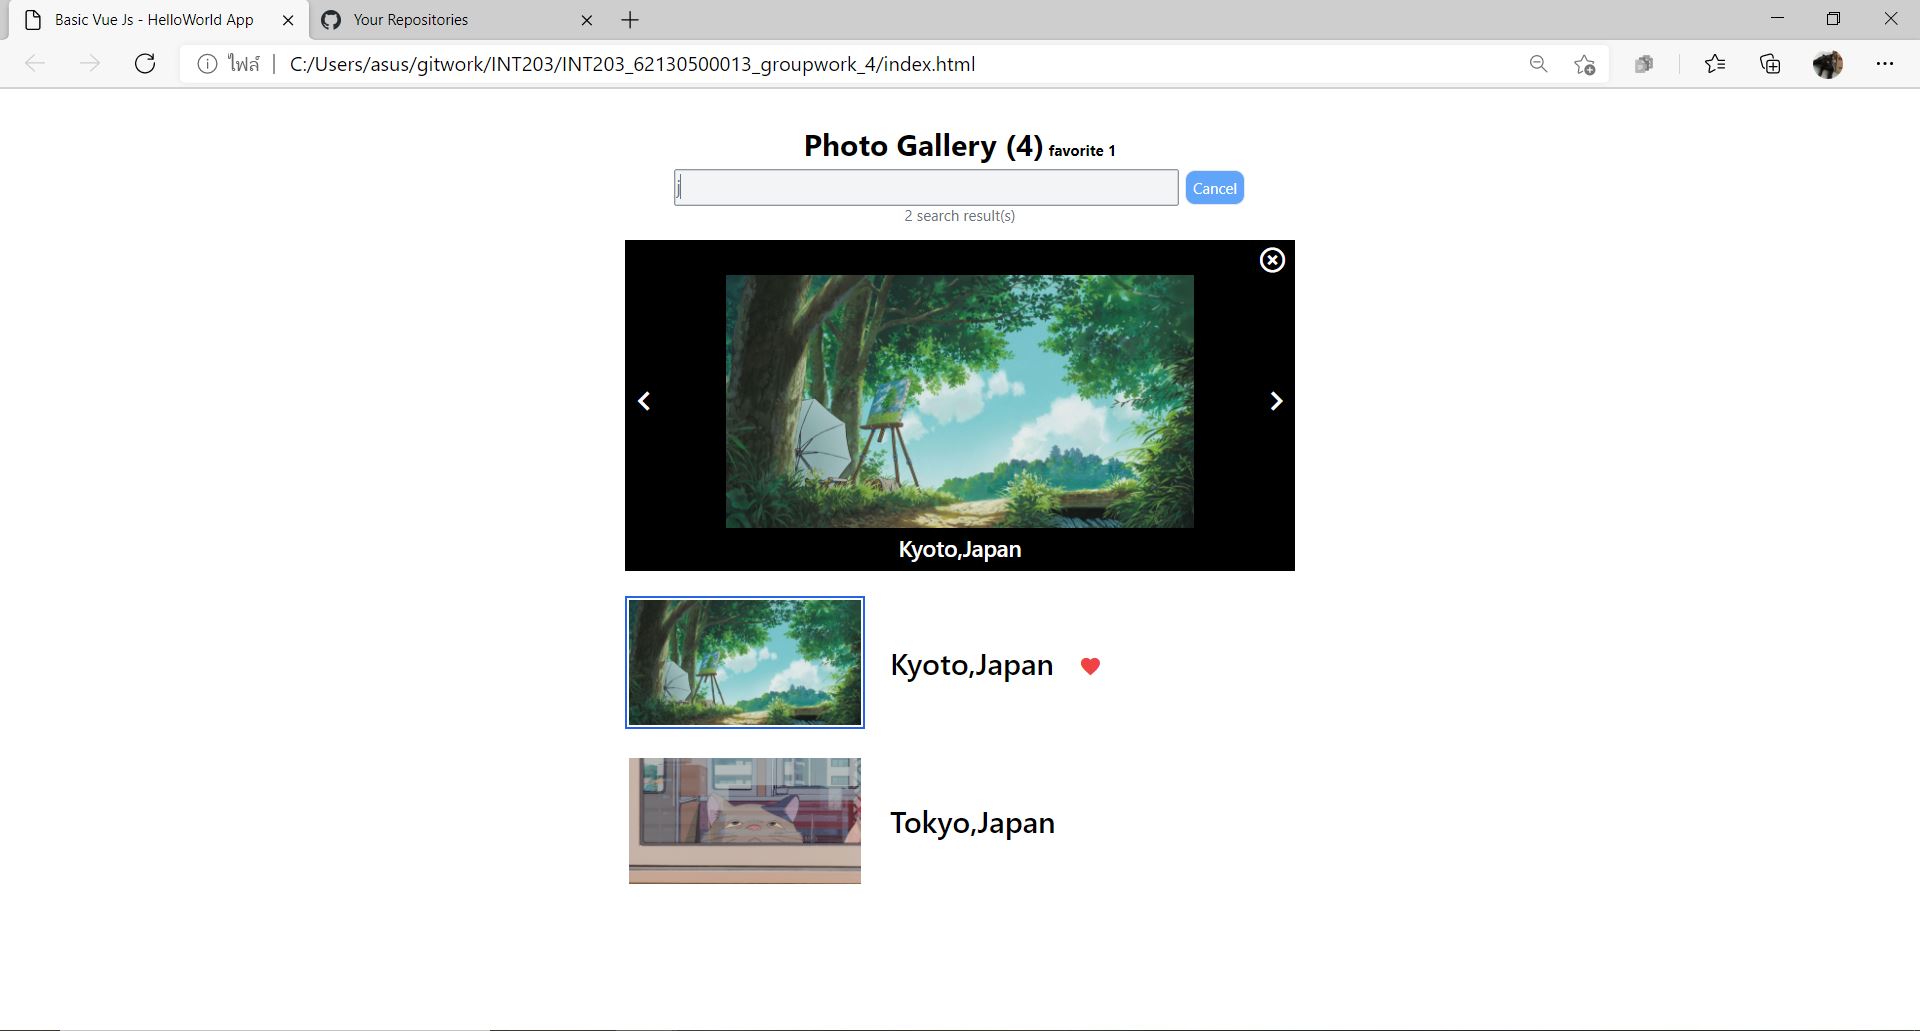 Basic Vue Js - HelloWorld App
Your Repositories
ไฟล์ C:/Users/asus/gitwork/INT203/INT203_62130500013_groupwork_4/index.html
Photo Gallery (4) favorite 1
j Cancel
2 search result(s)
Kyoto,Japan
Kyoto,Japan
Tokyo,Japan